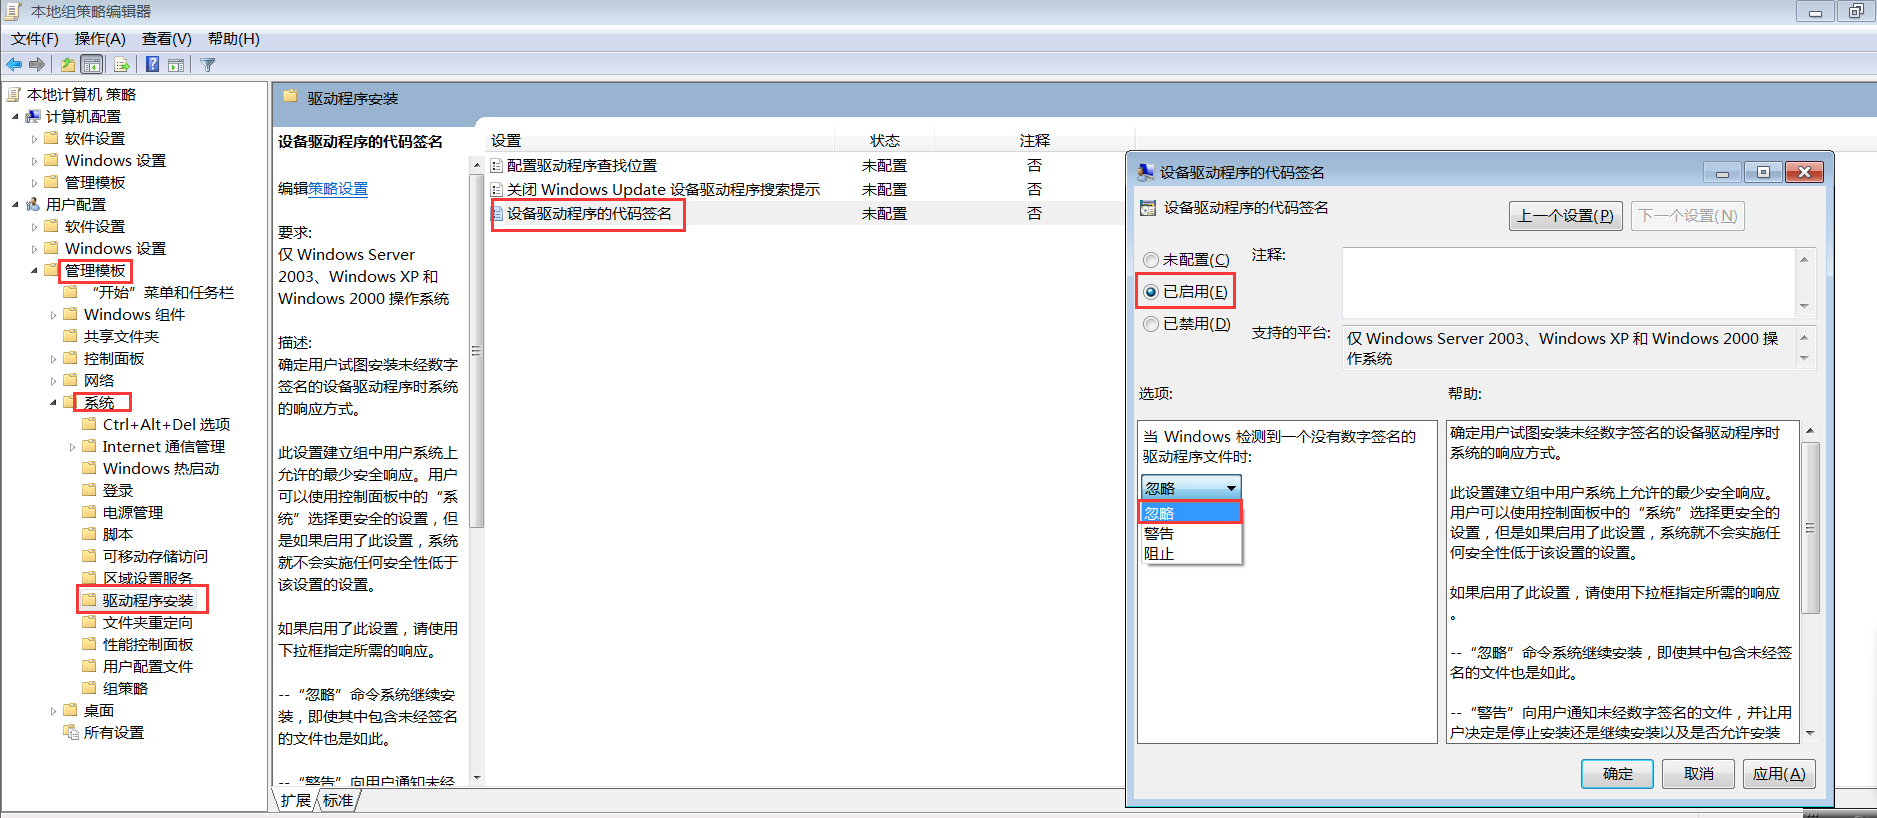 本地组策略编辑器
文件(F) 操作(A) 查看(V) 帮助(H)
本地计算机 策略
计算机配置
软件设置
Windows 设置
管理模板
用户配置
软件设置
Windows 设置
管理模板
“开始”菜单和任务栏
Windows 组件
共享文件夹
控制面板
网络
系统
Ctrl+Alt+Del 选项
Internet 通信管理
Windows 热启动
登录
电源管理
脚本
可移动存储访问
区域设置服务
驱动程序安装
文件夹重定向
性能控制面板
用户配置文件
组策略
桌面
所有设置
驱动程序安装
设备驱动程序的代码签名
编辑策略设置
要求:
仅 Windows Server
2003、Windows XP 和
Windows 2000 操作系统
描述:
确定用户试图安装未经数字
签名的设备驱动程序时系统
的响应方式。
此设置建立组中用户系统上
允许的最少安全响应。用户
可以使用控制面板中的“系
统”选择更安全的设置，但
是如果启用了此设置，系统
就不会实施任何安全性低于
该设置的设置。
如果启用了此设置，请使用
下拉框指定所需的响应。
--“忽略”命令系统继续安
装，即使其中包含未经签名
的文件也是如此。
--“警告”向用户通知未经
扩展 标准
设置 状态 注释
配置驱动程序查找位置 未配置 否
关闭 Windows Update 设备驱动程序搜索提示 未配置 否
设备驱动程序的代码签名 未配置 否
设备驱动程序的代码签名
设备驱动程序的代码签名
上一个设置(P) 下一个设置(N)
未配置(C)
已启用(E)
已禁用(D)
注释:
支持的平台:
仅 Windows Server 2003、Windows XP 和 Windows 2000 操
作系统
选项:
当 Windows 检测到一个没有数字签名的
驱动程序文件时:
忽略
忽略
警告
阻止
帮助:
确定用户试图安装未经数字签名的设备驱动程序时
系统的响应方式。
此设置建立组中用户系统上允许的最少安全响应。
用户可以使用控制面板中的“系统”选择更安全的
设置，但是如果启用了此设置，系统就不会实施任
何安全性低于该设置的设置。
如果启用了此设置，请使用下拉框指定所需的响应
。
--“忽略”命令系统继续安装，即使其中包含未经签
名的文件也是如此。
--“警告”向用户通知未经数字签名的文件，并让用
户决定是停止安装还是继续安装以及是否允许安装
确定 取消 应用(A)